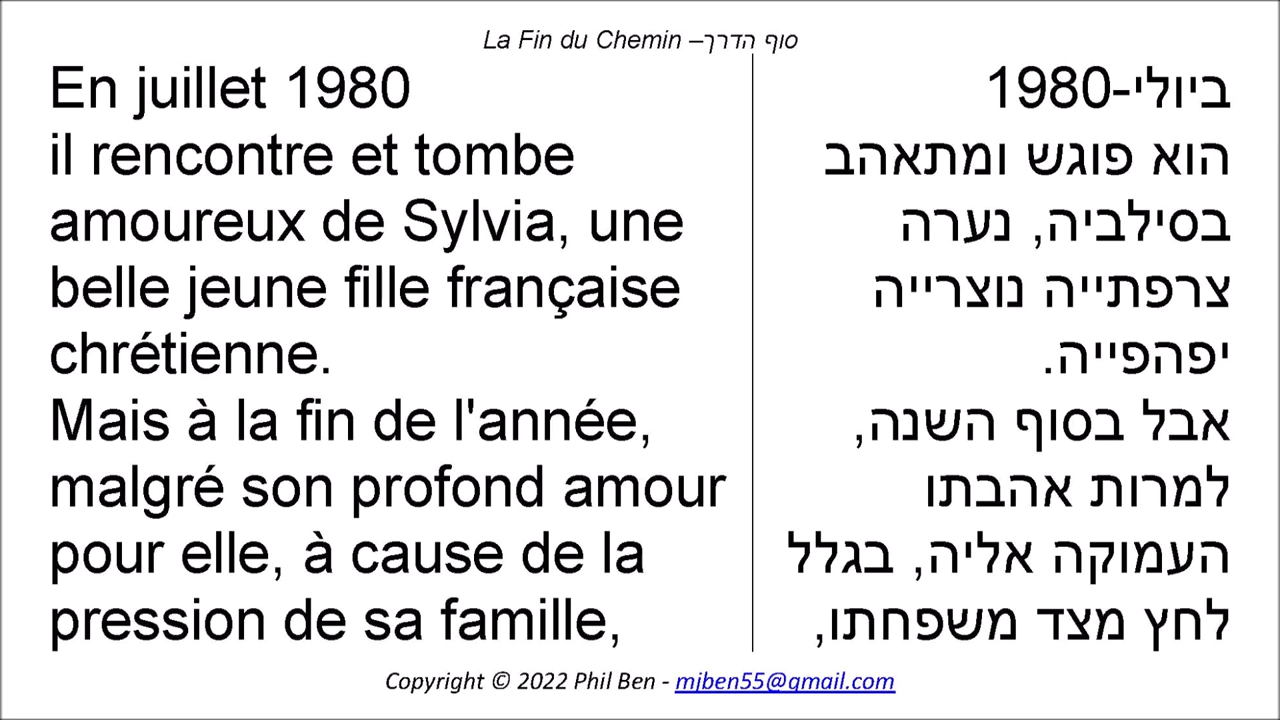 La Fin du Chemin –סוף הדרך
En juillet 1980
il rencontre et tombe
amoureux de Sylvia, une
belle jeune fille française
chrétienne.
Mais à la fin de l'année,
malgré son profond amour
pour elle, à cause de la
pression de sa famille,
ביולי-1980
הוא פוגש ומתאהב
בסילביה, נערה
צרפתייה נוצרייה
יפהפייה.
אבל בסוף השנה,
למרות אהבתו
העמוקה אליה, בגלל
לחץ מצד משפחתו,
Copyright © 2022 Phil Ben - mjben55@gmail.com